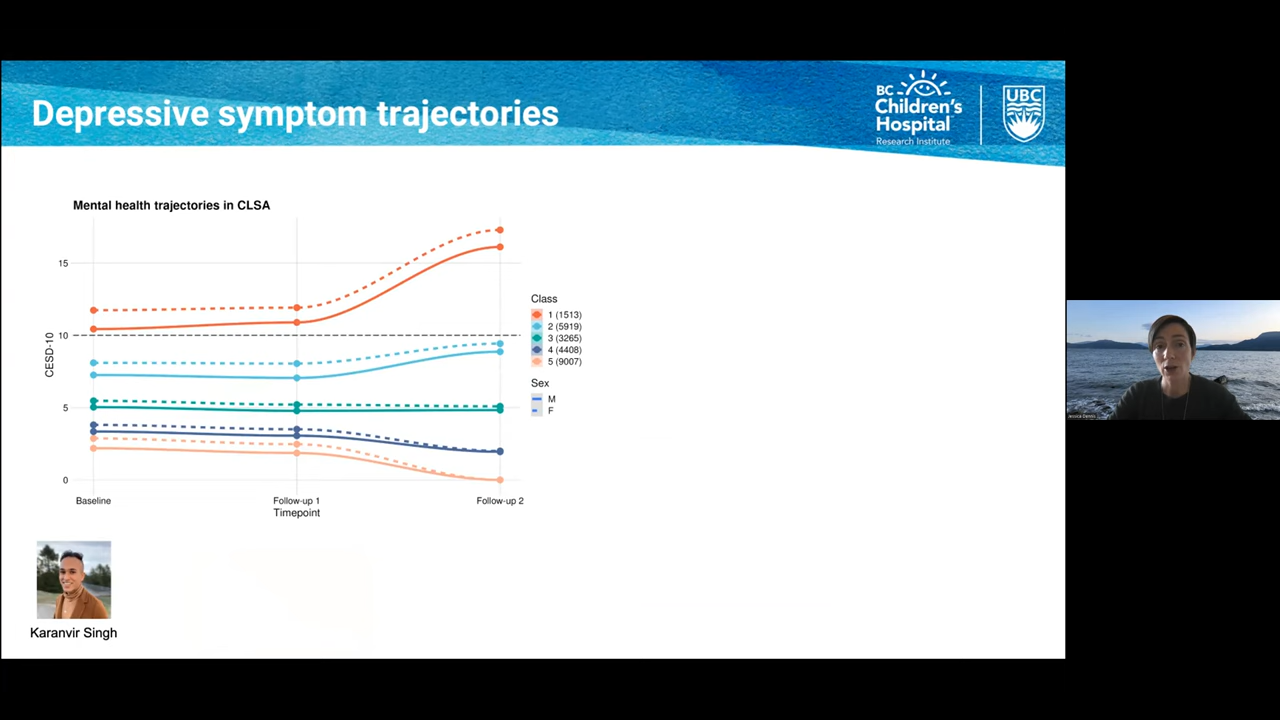 Depressive symptom trajectories
BC
Children's
Hospital
Research Institute
UBC
Mental health trajectories in CLSA
15
10
5
0
CESD-10
Baseline
Follow-up 1
Follow-up 2
Timepoint
Class
1 (1513)
2 (5919)
3 (3265)
4 (4408)
5 (9007)
Sex
M
F
Karanvir Singh
Jessica Dennis